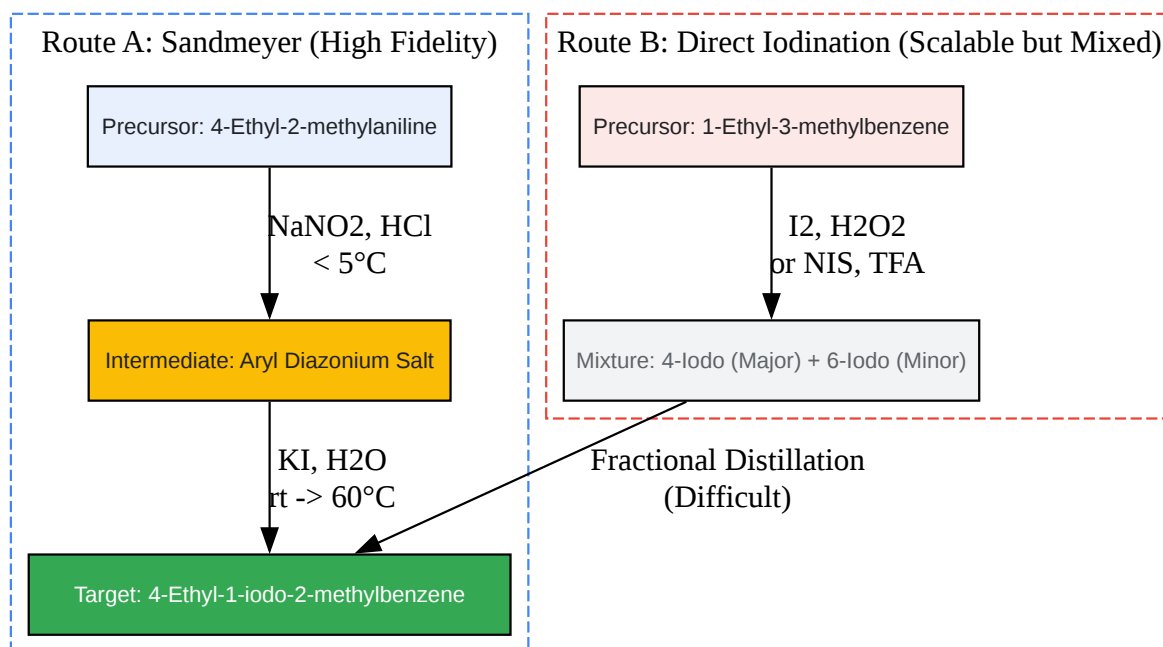 Route A: Sandmeyer (High Fidelity)
Precursor: 4-Ethyl-2-methylaniline
NaNO2, HCl
< 5°C
Intermediate: Aryl Diazonium Salt
KI, H2O
rt -> 60°C
Target: 4-Ethyl-1-iodo-2-methylbenzene
Route B: Direct Iodination (Scalable but Mixed)
Precursor: 1-Ethyl-3-methylbenzene
I2, H2O2
or NIS, TFA
Mixture: 4-Iodo (Major) + 6-Iodo (Minor)
Fractional Distillation
(Difficult)